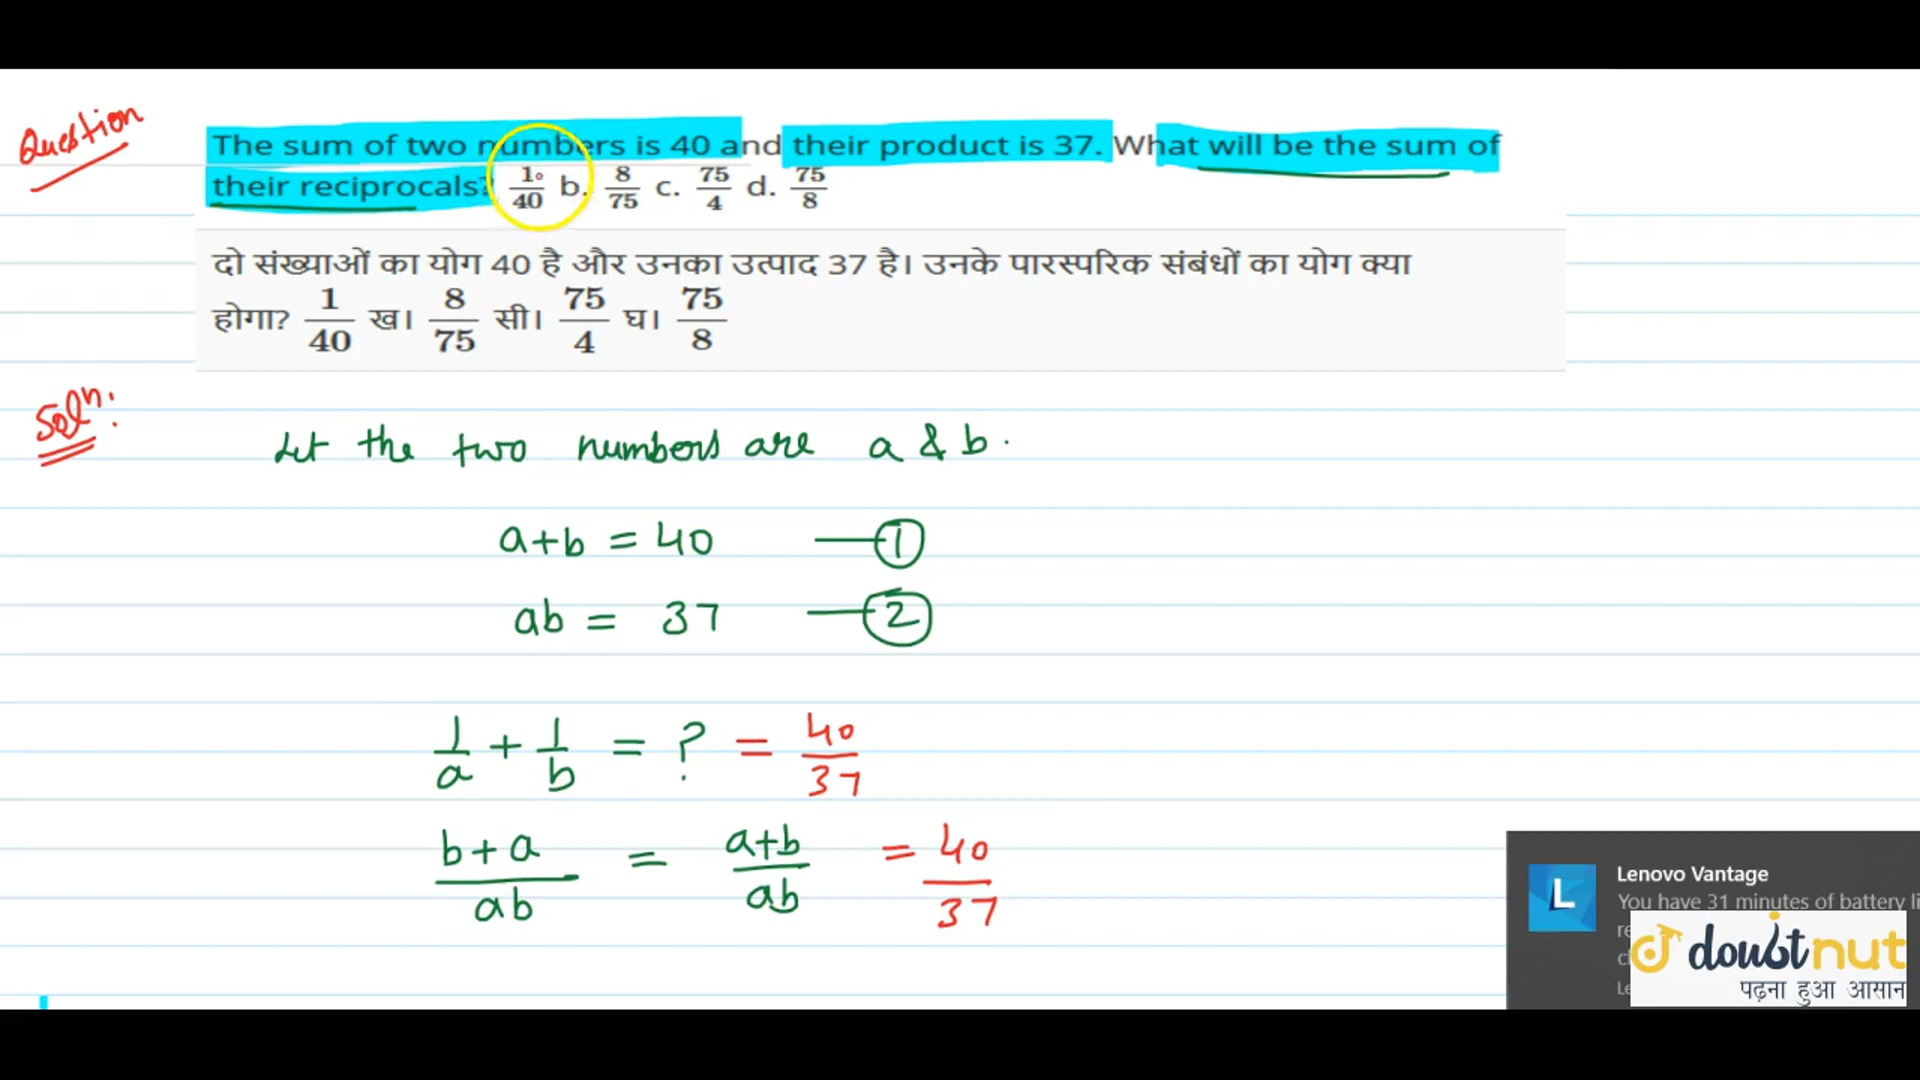 Question
The sum of two numbers is 40 and their product is 37. What will be the sum of
their reciprocals? 1/40 b. 8/75 c. 75/4 d. 75/8
दो संख्याओं का योग 40 है और उनका उत्पाद 37 है। उनके पारस्परिक संबंधों का योग क्या
होगा? 1/40 ख। 8/75 सी। 75/4 घ। 75/8
Solⁿ:
Let the two numbers are a & b.
a+b = 40 —①
ab = 37 —②
1/a + 1/b = ? = 40/37
b+a/ab = a+b/ab = 40/37
Lenovo Vantage
You have 31 minutes of battery li
re
L
doubtnut
पढ़ना हुआ आसान